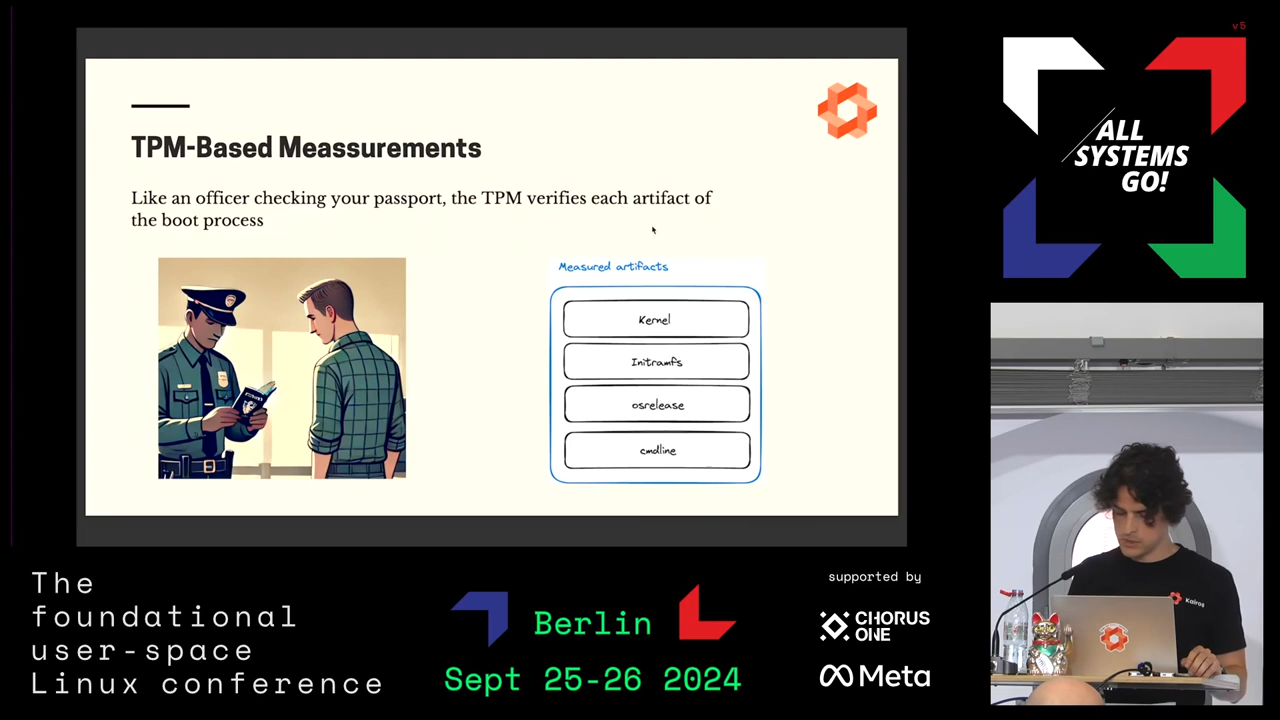 v5
TPM-Based Meassurements
Like an officer checking your passport, the TPM verifies each artifact of
the boot process
Measured artifacts
Kernel
Initramfs
osrelease
cmdline
ALL
SYSTEMS
GO!
Kairos
The
foundational
user-space
Linux conference
Berlin
Sept 25-26 2024
supported by
CHORUS
ONE
Meta